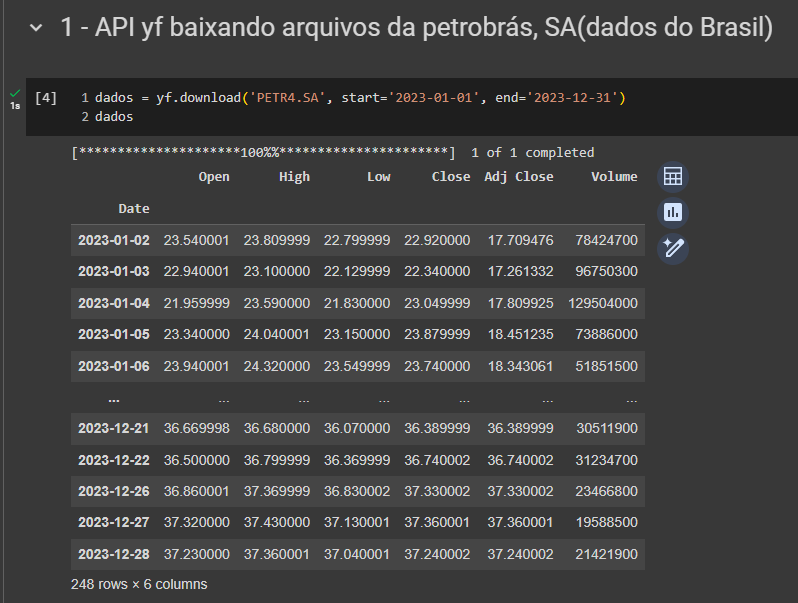 1 - API yf baixando arquivos da petrobrás, SA(dados do Brasil)
1s [4] 1 dados = yf.download('PETR4.SA', start='2023-01-01', end='2023-12-31')
2 dados
[*********************100%%**********************] 1 of 1 completed
Open High Low Close Adj Close Volume
Date
2023-01-02 23.540001 23.809999 22.799999 22.920000 17.709476 78424700
2023-01-03 22.940001 23.100000 22.129999 22.340000 17.261332 96750300
2023-01-04 21.959999 23.590000 21.830000 23.049999 17.809925 129504000
2023-01-05 23.340000 24.040001 23.150000 23.879999 18.451235 73886000
2023-01-06 23.940001 24.320000 23.549999 23.740000 18.343061 51851500
... ... ... ... ... ... ...
2023-12-21 36.669998 36.680000 36.070000 36.389999 36.389999 30511900
2023-12-22 36.500000 36.799999 36.369999 36.740002 36.740002 31234700
2023-12-26 36.860001 37.369999 36.830002 37.330002 37.330002 23466800
2023-12-27 37.320000 37.430000 37.130001 37.360001 37.360001 19588500
2023-12-28 37.230000 37.360001 37.040001 37.240002 37.240002 21421900
248 rows × 6 columns